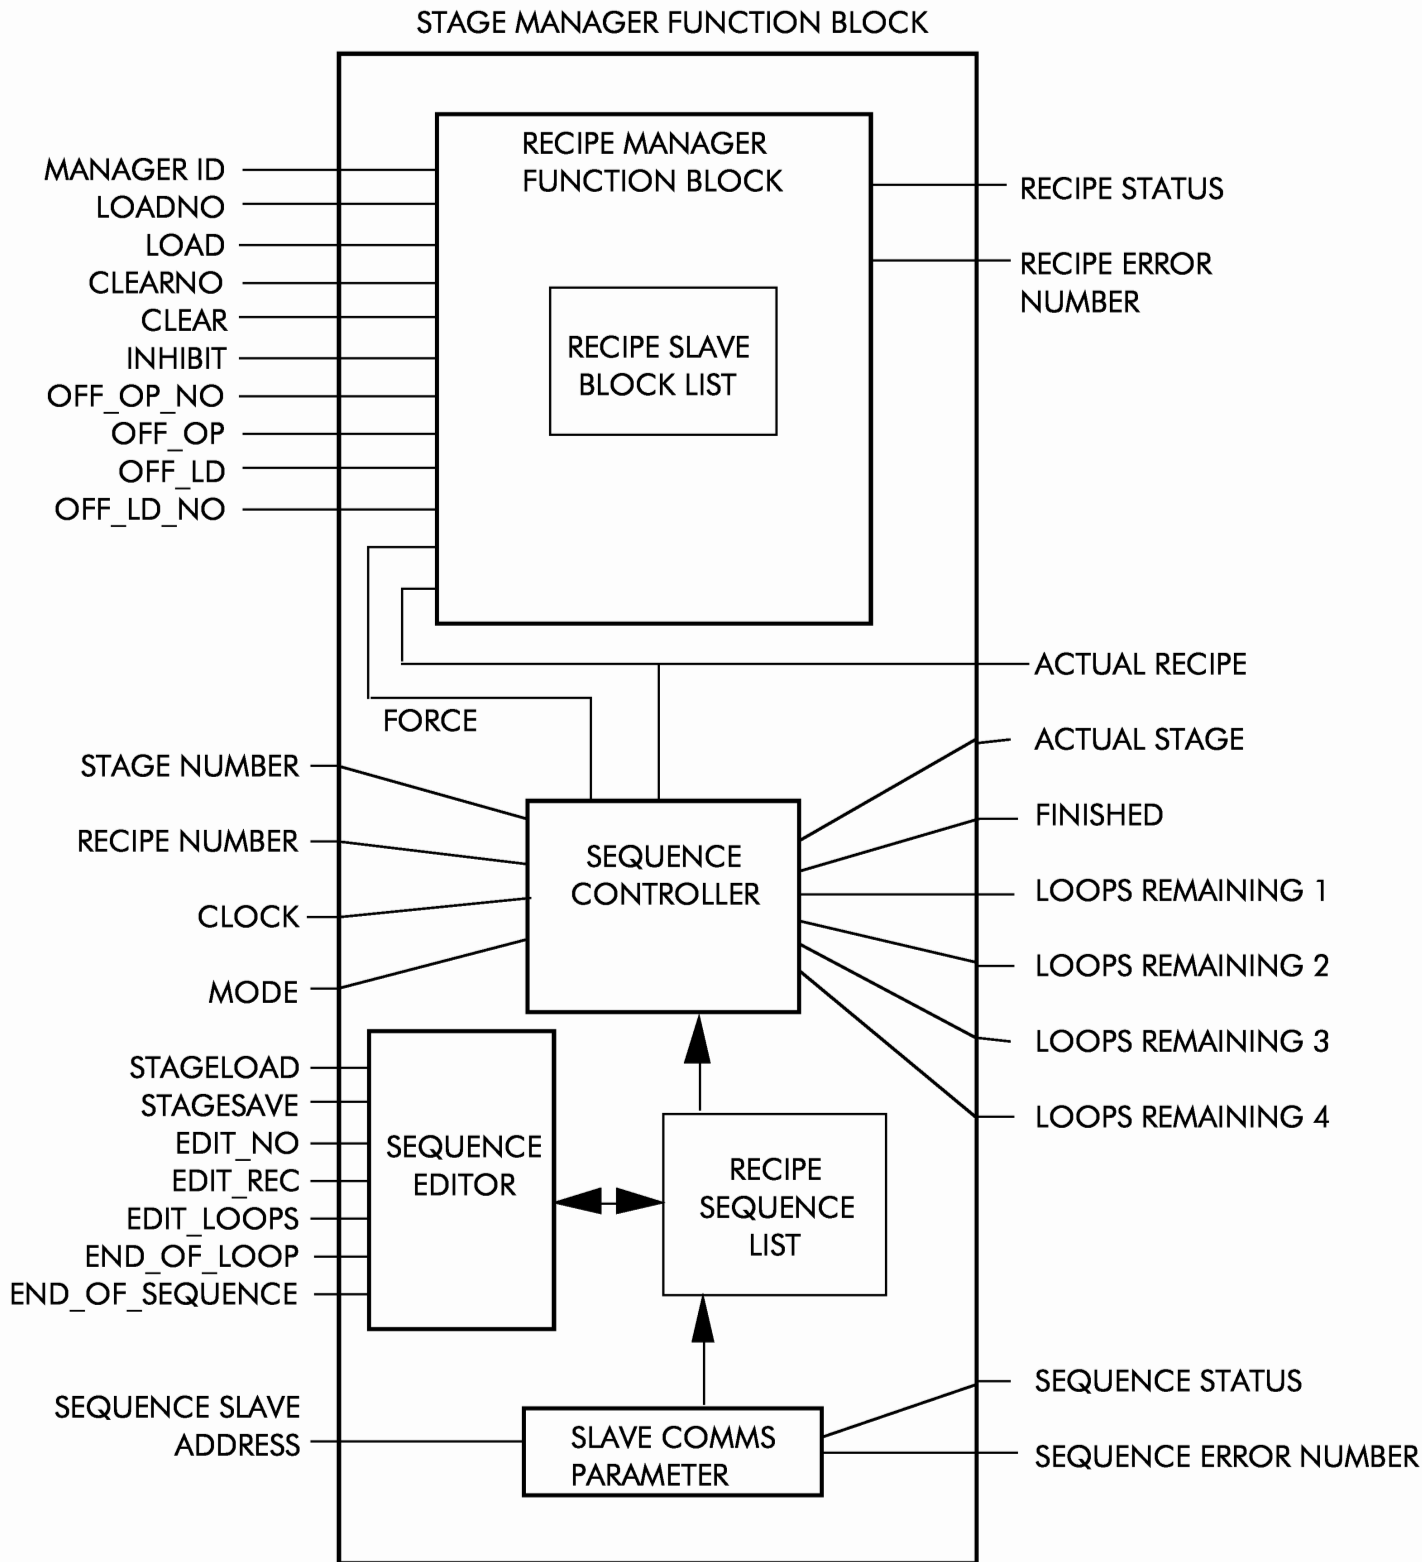 STAGE MANAGER FUNCTION BLOCK
RECIPE MANAGER
FUNCTION BLOCK
RECIPE SLAVE
BLOCK LIST
MANAGER ID
LOADNO
LOAD
CLEARNO
CLEAR
INHIBIT
OFF_OP_NO
OFF_OP
OFF_LD
OFF_LD_NO
RECIPE STATUS
RECIPE ERROR
NUMBER
ACTUAL RECIPE
FORCE
STAGE NUMBER
RECIPE NUMBER
CLOCK
MODE
SEQUENCE
CONTROLLER
ACTUAL STAGE
FINISHED
LOOPS REMAINING 1
LOOPS REMAINING 2
LOOPS REMAINING 3
LOOPS REMAINING 4
STAGELOAD
STAGESAVE
EDIT_NO
EDIT_REC
EDIT_LOOPS
END_OF_LOOP
END_OF_SEQUENCE
SEQUENCE
EDITOR
RECIPE
SEQUENCE
LIST
SEQUENCE SLAVE
ADDRESS
SLAVE COMMS
PARAMETER
SEQUENCE STATUS
SEQUENCE ERROR NUMBER